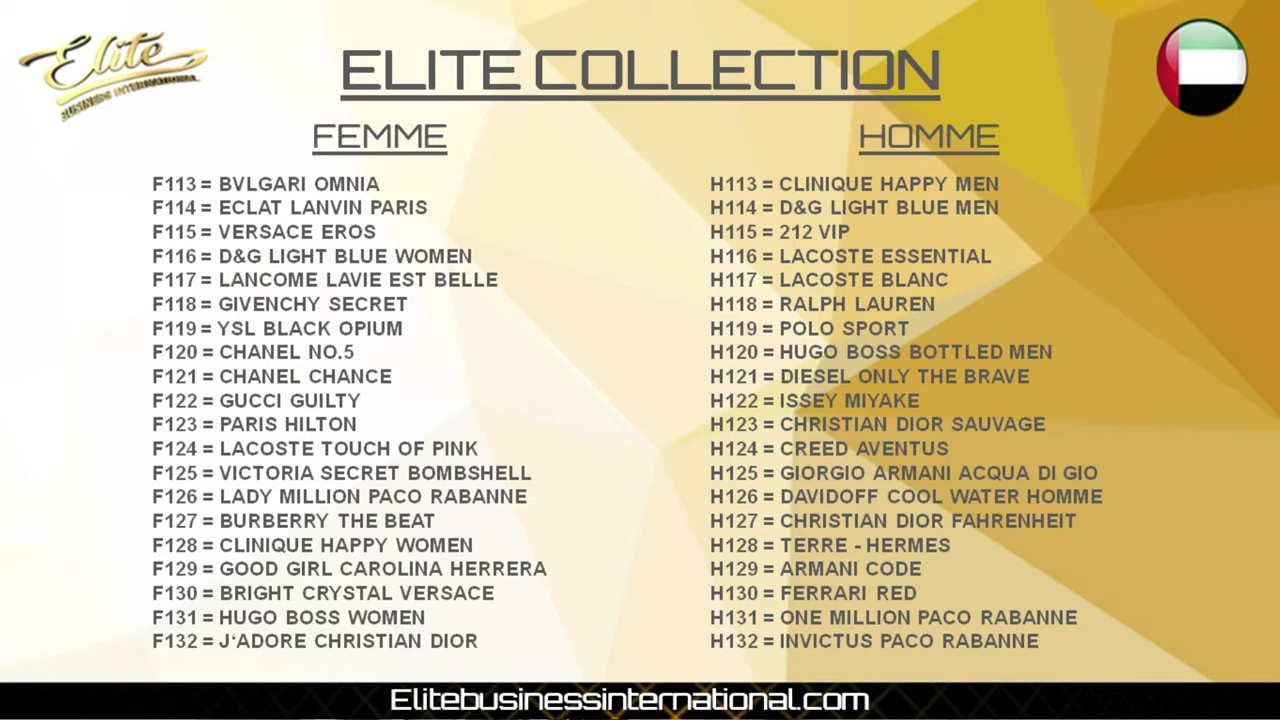 Elite
BUSINESS INTERNATIONAL
ELITE COLLECTION
FEMME
F113 = BVLGARI OMNIA
F114 = ECLAT LANVIN PARIS
F115 = VERSACE EROS
F116 = D&G LIGHT BLUE WOMEN
F117 = LANCOME LAVIE EST BELLE
F118 = GIVENCHY SECRET
F119 = YSL BLACK OPIUM
F120 = CHANEL NO.5
F121 = CHANEL CHANCE
F122 = GUCCI GUILTY
F123 = PARIS HILTON
F124 = LACOSTE TOUCH OF PINK
F125 = VICTORIA SECRET BOMBSHELL
F126 = LADY MILLION PACO RABANNE
F127 = BURBERRY THE BEAT
F128 = CLINIQUE HAPPY WOMEN
F129 = GOOD GIRL CAROLINA HERRERA
F130 = BRIGHT CRYSTAL VERSACE
F131 = HUGO BOSS WOMEN
F132 = J‘ADORE CHRISTIAN DIOR
HOMME
H113 = CLINIQUE HAPPY MEN
H114 = D&G LIGHT BLUE MEN
H115 = 212 VIP
H116 = LACOSTE ESSENTIAL
H117 = LACOSTE BLANC
H118 = RALPH LAUREN
H119 = POLO SPORT
H120 = HUGO BOSS BOTTLED MEN
H121 = DIESEL ONLY THE BRAVE
H122 = ISSEY MIYAKE
H123 = CHRISTIAN DIOR SAUVAGE
H124 = CREED AVENTUS
H125 = GIORGIO ARMANI ACQUA DI GIO
H126 = DAVIDOFF COOL WATER HOMME
H127 = CHRISTIAN DIOR FAHRENHEIT
H128 = TERRE - HERMES
H129 = ARMANI CODE
H130 = FERRARI RED
H131 = ONE MILLION PACO RABANNE
H132 = INVICTUS PACO RABANNE
Elitebusinessinternational.com